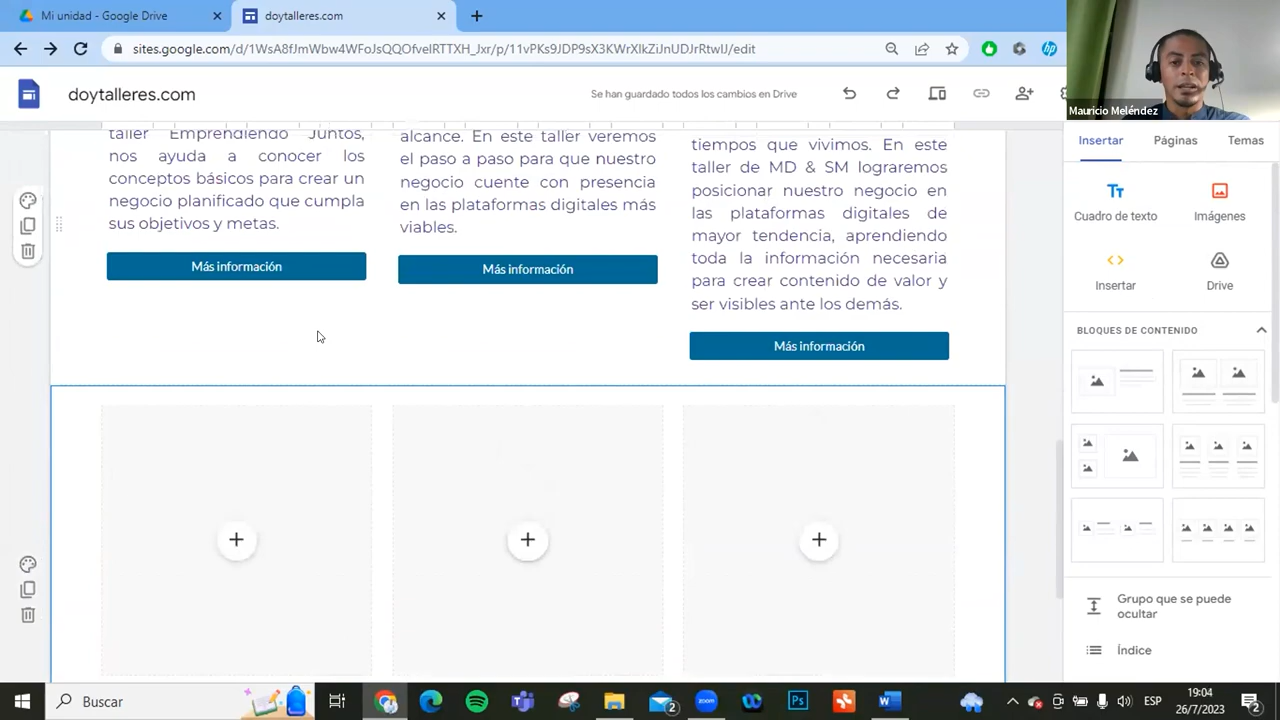 Mi unidad - Google Drive
doytalleres.com
sites.google.com/d/1WsA8fJmWbw4WFoJsQQOfvelRTTXH_Jxr/p/11vPKs9JDP9sX3KWrXlkZiJnUDJrRtwlJ/edit
doytalleres.com
Se han guardado todos los cambios en Drive
Mauricio Meléndez
Insertar
Páginas
Temas
taller Emprendiendo Juntos,
nos ayuda a conocer los
conceptos básicos para crear un
negocio planificado que cumpla
sus objetivos y metas.
Más información
alcance. En este taller veremos
el paso a paso para que nuestro
negocio cuente con presencia
en las plataformas digitales más
viables.
Más información
tiempos que vivimos. En este
taller de MD & SM lograremos
posicionar nuestro negocio en
las plataformas digitales de
mayor tendencia, aprendiendo
toda la información necesaria
para crear contenido de valor y
ser visibles ante los demás.
Más información
Tт
Cuadro de texto
Imágenes
Insertar
Drive
BLOQUES DE CONTENIDO
Grupo que se puede
ocultar
Índice
Buscar
2
zoom
Ps
W
ESP
19:04
26/7/2023
2
hp